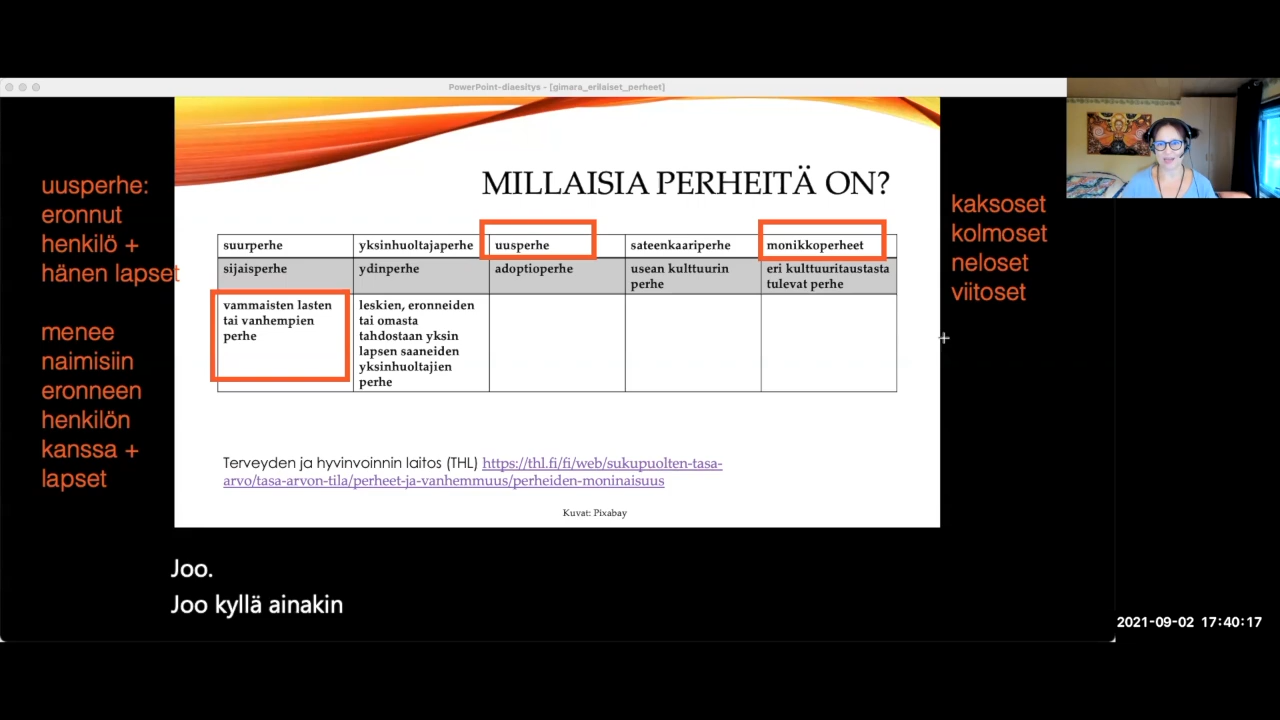 PowerPoint-diaesitys - [gimara_erilaiset_perheet]
uusperhe:
eronnut
henkilö +
hänen lapset
menee
naimisiin
eronneen
henkilön
kanssa +
lapset
MILLAISIA PERHEITÄ ON?
suurperhe
yksinhuoltajaperhe
uusperhe
sateenkaariperhe
monikkoperheet
sijaisperhe
ydinperhe
adoptioperhe
usean kulttuurin
perhe
eri kulttuuritaustasta
tulevat perhe
vammaisten lasten
tai vanhempien
perhe
leskien, eronneiden
tai omasta
tahdostaan yksin
lapsen saaneiden
yksinhuoltajien
perhe
Terveyden ja hyvinvoinnin laitos (THL) https://thl.fi/fi/web/sukupuolten-tasa-
arvo/tasa-arvon-tila/perheet-ja-vanhemmuus/perheiden-moninaisuus
Kuvat: Pixabay
kaksoset
kolmoset
neloset
viitoset
Joo.
Joo kyllä ainakin
2021-09-02 17:40:17